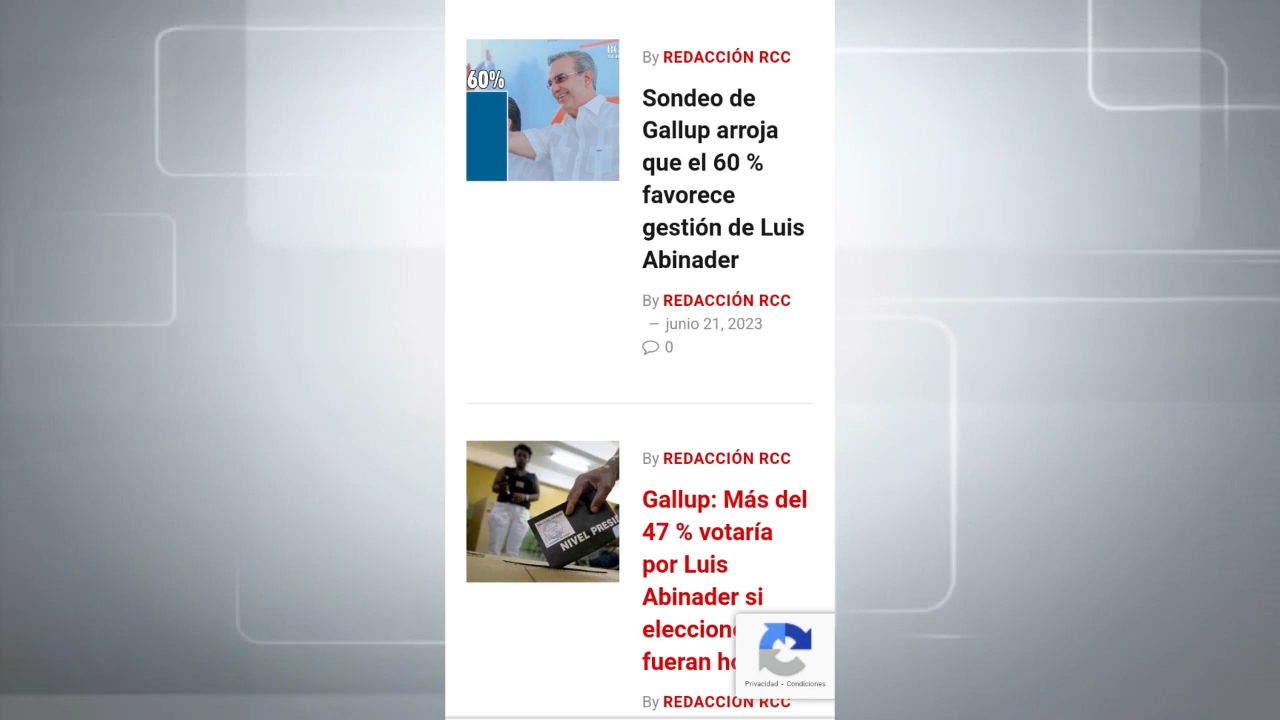 60%
By REDACCIÓN RCC
Sondeo de
Gallup arroja
que el 60 %
favorece
gestión de Luis
Abinader
By REDACCIÓN RCC
— junio 21, 2023
0
NIVEL
By REDACCIÓN RCC
Gallup: Más del
47 % votaría
por Luis
Abinader si
fueran
Privacidad - Condiciones
By REDACCIÓN RCC